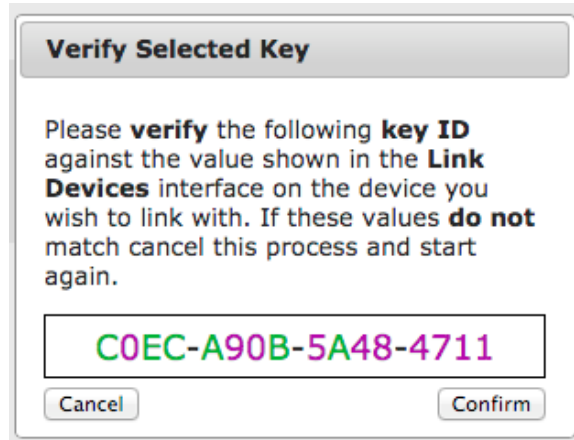 Verify Selected Key
Please verify the following key ID
against the value shown in the Link
Devices interface on the device you
wish to link with. If these values do not
match cancel this process and start
again.
C0EC-A90B-5A48-4711
Cancel Confirm